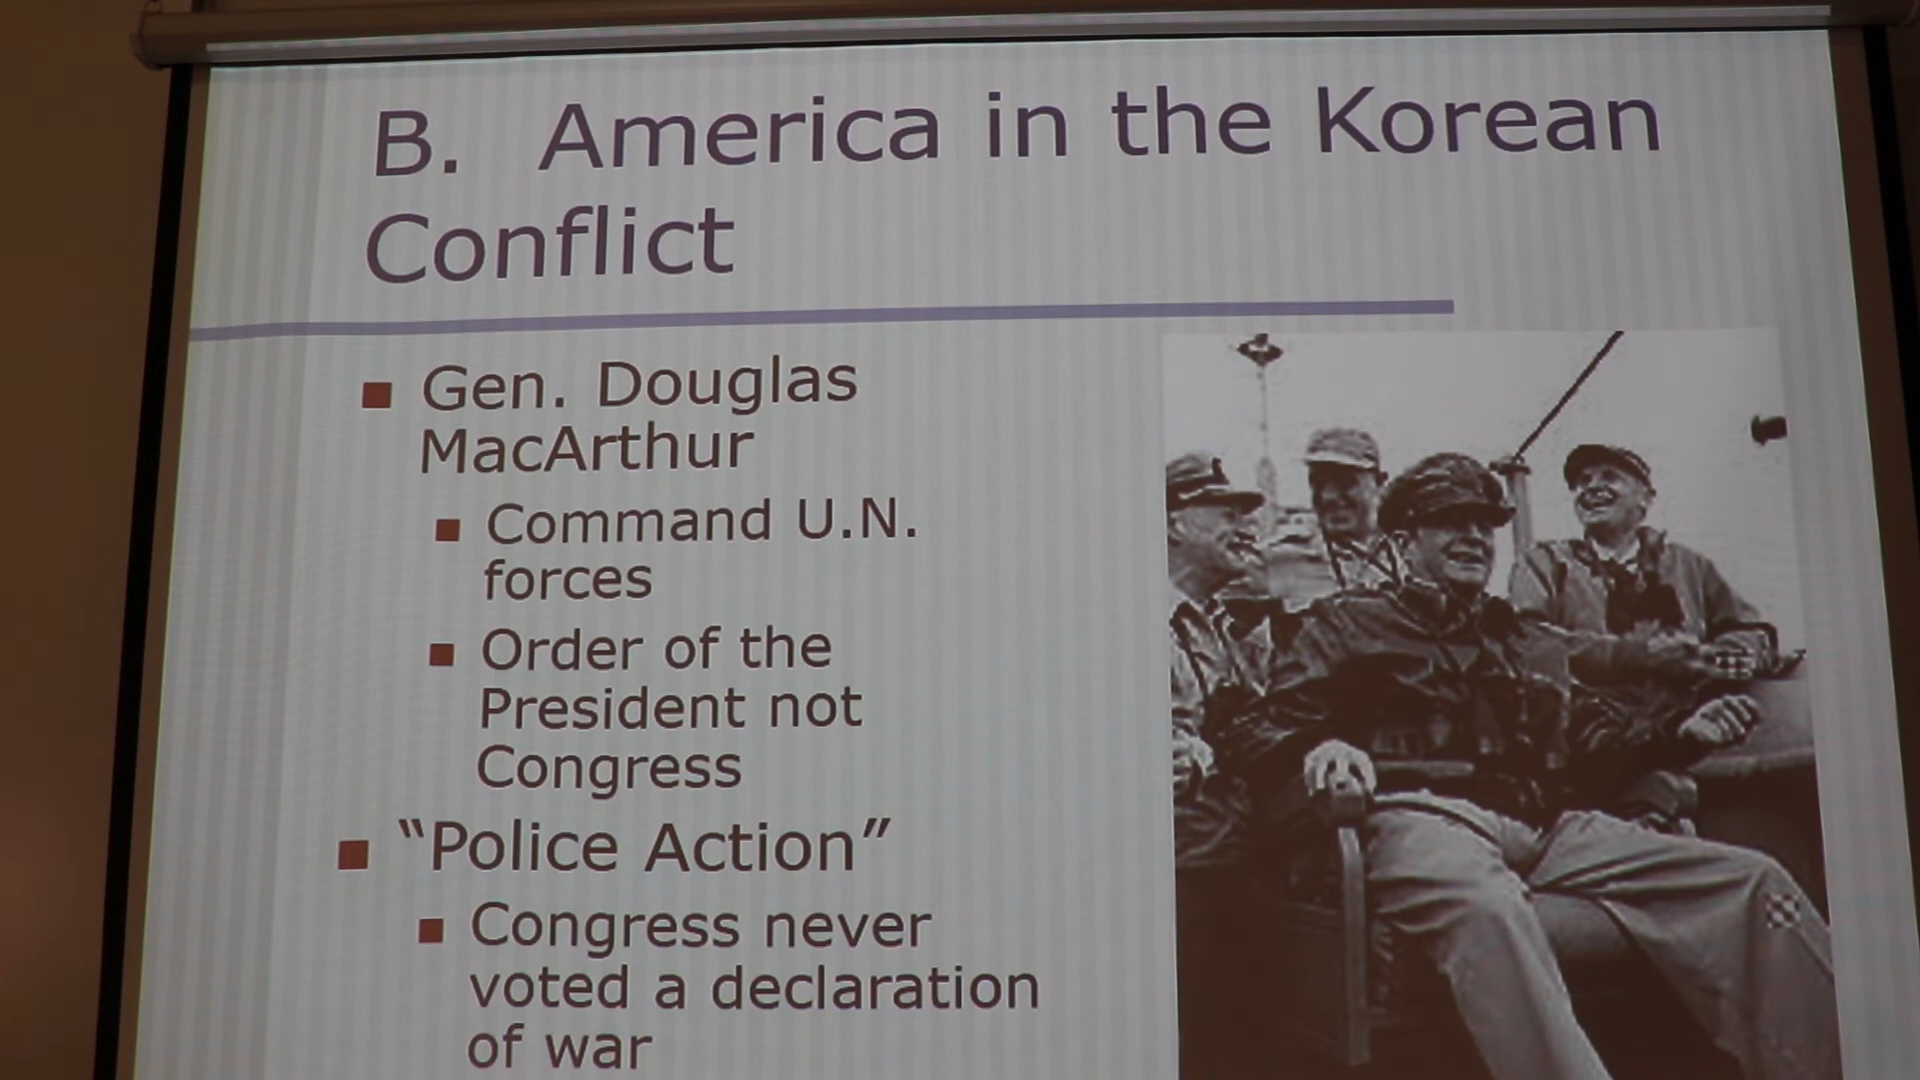 B. America in the Korean
Conflict
Gen. Douglas
MacArthur
Command U.N.
forces
Order of the
President not
Congress
“Police Action”
Congress never
voted a declaration
of war